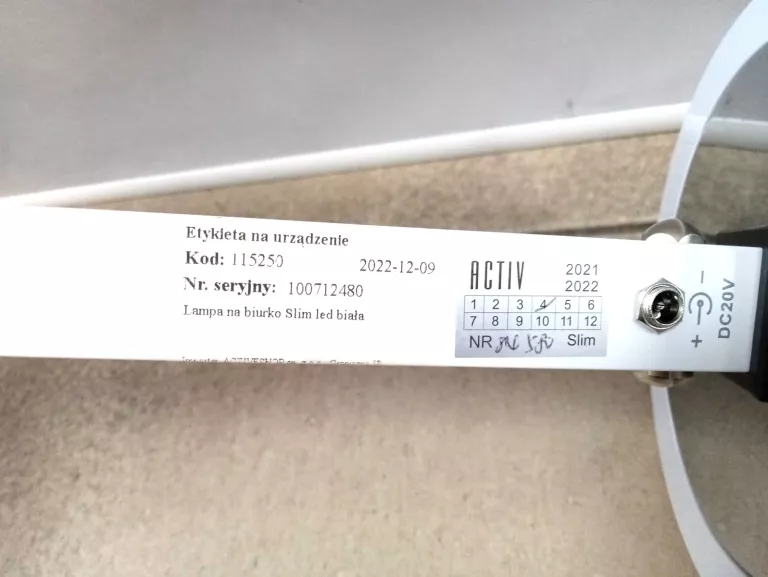 Etykieta na urządzenie
Kod: 115250 2022-12-09
Nr. seryjny: 100712480
Lampa na biurko Slim led biała
ACTIV 2021
2022
1 2 3 4 5 6
7 8 9 10 11 12
NR Slim
+ −
DC20V